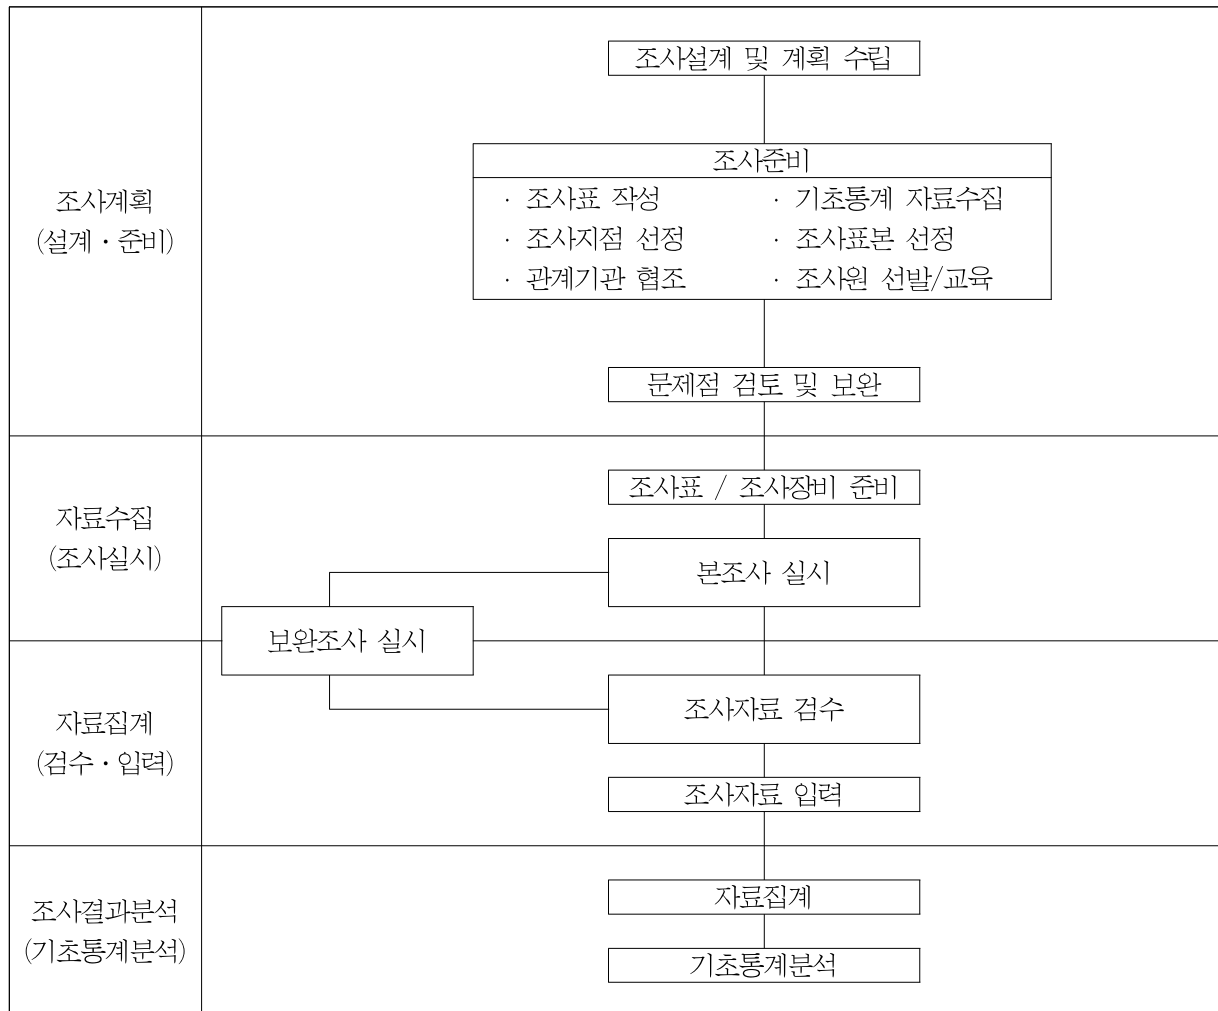 조사설계 및 계획 수립
조사계획
(설계·준비)
조사준비
· 조사표 작성 · 기초통계 자료수집
· 조사지점 선정 · 조사표본 선정
· 관계기관 협조 · 조사원 선발/교육
문제점 검토 및 보완
자료수집
(조사실시)
조사표 / 조사장비 준비
본조사 실시
보완조사 실시
자료집계
(검수·입력)
조사자료 검수
조사자료 입력
조사결과분석
(기초통계분석)
자료집계
기초통계분석